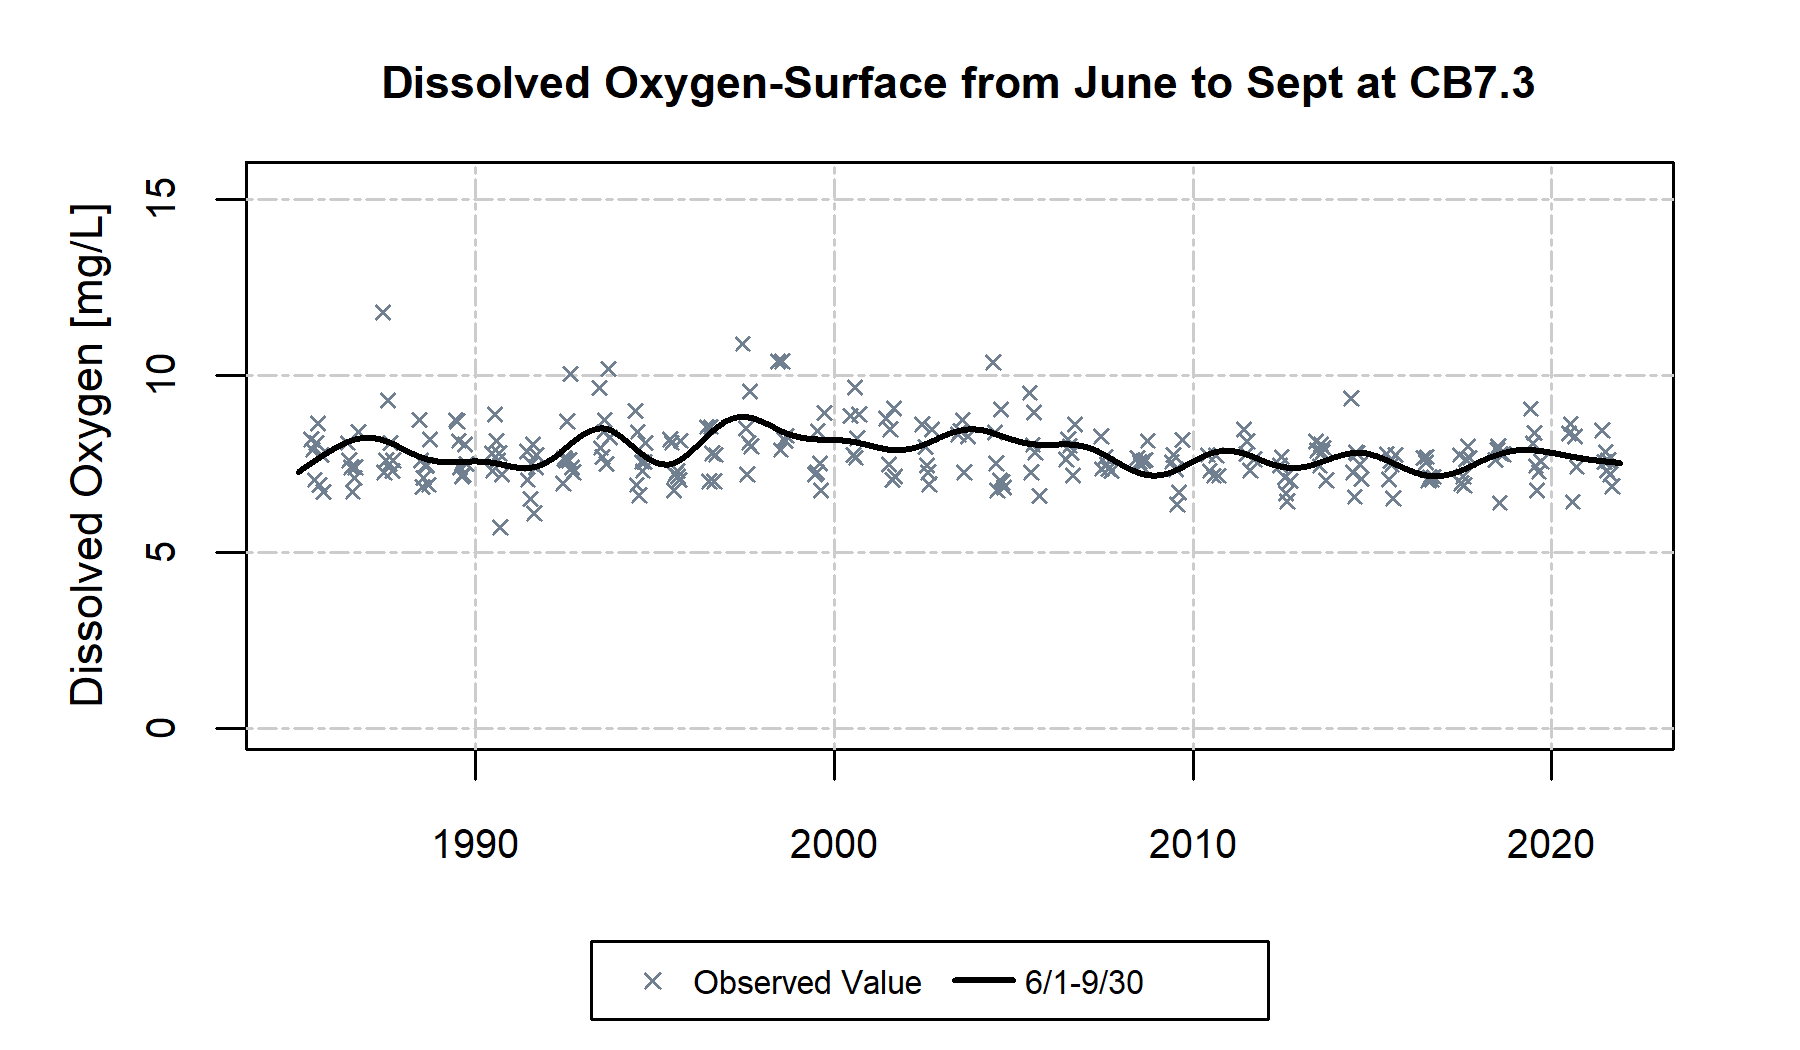 Dissolved Oxygen-Surface from June to Sept at CB7.3
Dissolved Oxygen [mg/L]
15
10
5
0
1990 2000 2010 2020
Observed Value 6/1-9/30